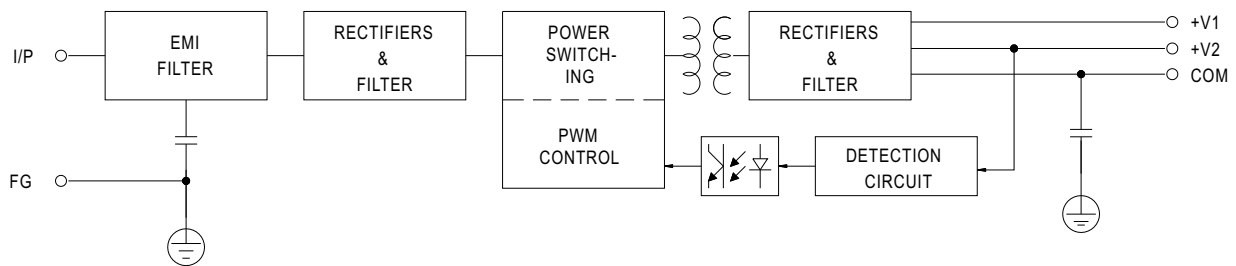 I/P
EMI
FILTER
RECTIFIERS
&
FILTER
POWER
SWITCH-
ING
PWM
CONTROL
RECTIFIERS
&
FILTER
+V1
+V2
COM
DETECTION
CIRCUIT
FG